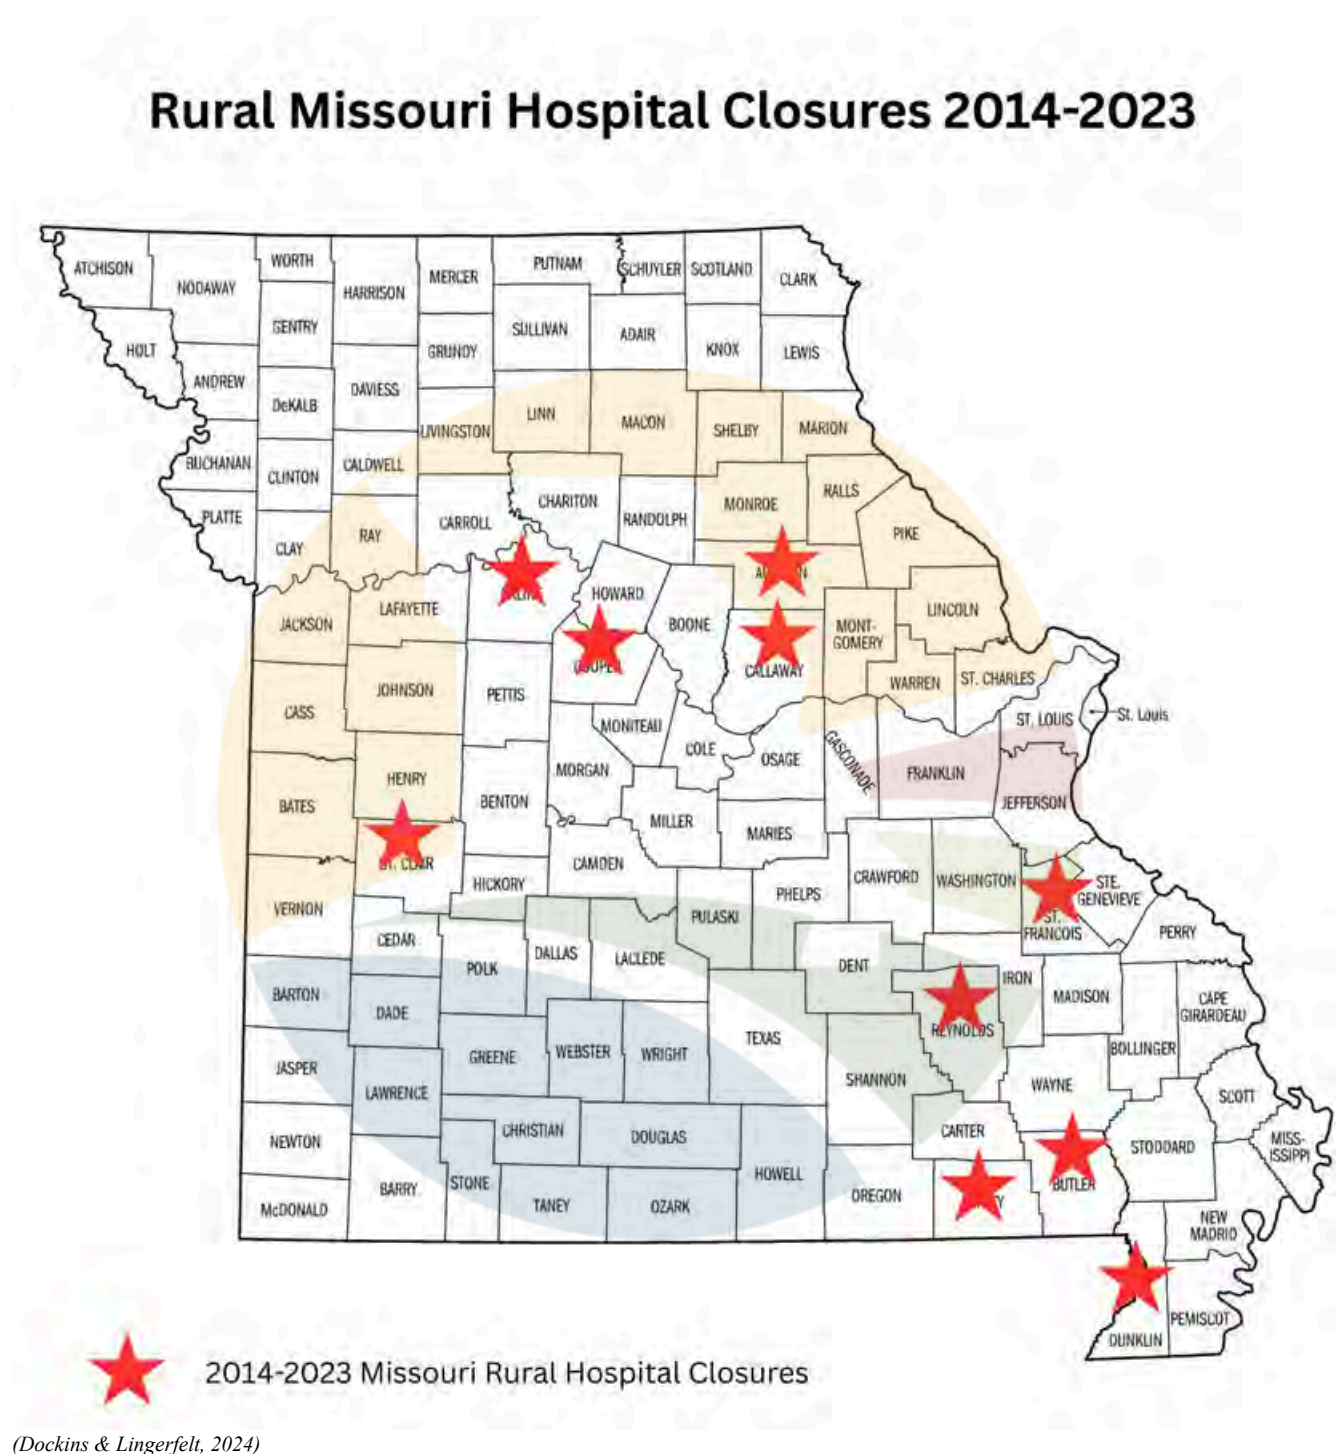 Rural Missouri Hospital Closures 2014-2023
ATCHISON
NODAWAY
WORTH
HARRISON
MERCER
PUTNAM
SCHUYLER
SCOTLAND
CLARK
HOLT
GENTRY
GRUNDY
SULLIVAN
ADAIR
KNOX
LEWIS
ANDREW
DeKALB
DAVIESS
LIVINGSTON
LINN
MACON
SHELBY
MARION
BUCHANAN
CLINTON
CALDWELL
CHARITON
RANDOLPH
MONROE
RALLS
PLATTE
CLAY
RAY
CARROLL
PIKE
JACKSON
LAFAYETTE
HOWARD
BOONE
LINCOLN
MONT-
GOMERY
CALLAWAY
WARREN
ST. CHARLES
CASS
JOHNSON
PETTIS
COOPER
MONITEAU
COLE
OSAGE
GASCONADE
ST. LOUIS
St. Louis
FRANKLIN
JEFFERSON
BATES
HENRY
BENTON
MORGAN
MILLER
MARIES
ST. CLAIR
HICKORY
CAMDEN
PULASKI
PHELPS
CRAWFORD
WASHINGTON
STE.
GENEVIEVE
ST.
FRANCOIS
PERRY
VERNON
CEDAR
POLK
DALLAS
LACLEDE
DENT
IRON
MADISON
CAPE
GIRARDEAU
BARTON
DADE
GREENE
WEBSTER
WRIGHT
TEXAS
REYNOLDS
BOLLINGER
JASPER
LAWRENCE
SHANNON
WAYNE
SCOTT
NEWTON
CHRISTIAN
DOUGLAS
HOWELL
CARTER
STODDARD
MISS-
ISSIPPI
McDONALD
BARRY
STONE
TANEY
OZARK
OREGON
BUTLER
NEW
MADRID
DUNKLIN
PEMISCOT
2014-2023 Missouri Rural Hospital Closures
(Dockins & Lingerfelt, 2024)